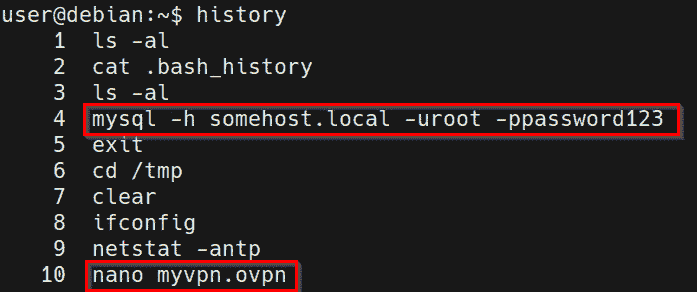 user@debian:~$ history
1 ls -al
2 cat .bash_history
3 ls -al
4 mysql -h somehost.local -uroot -ppassword123
5 exit
6 cd /tmp
7 clear
8 ifconfig
9 netstat -antp
10 nano myvpn.ovpn